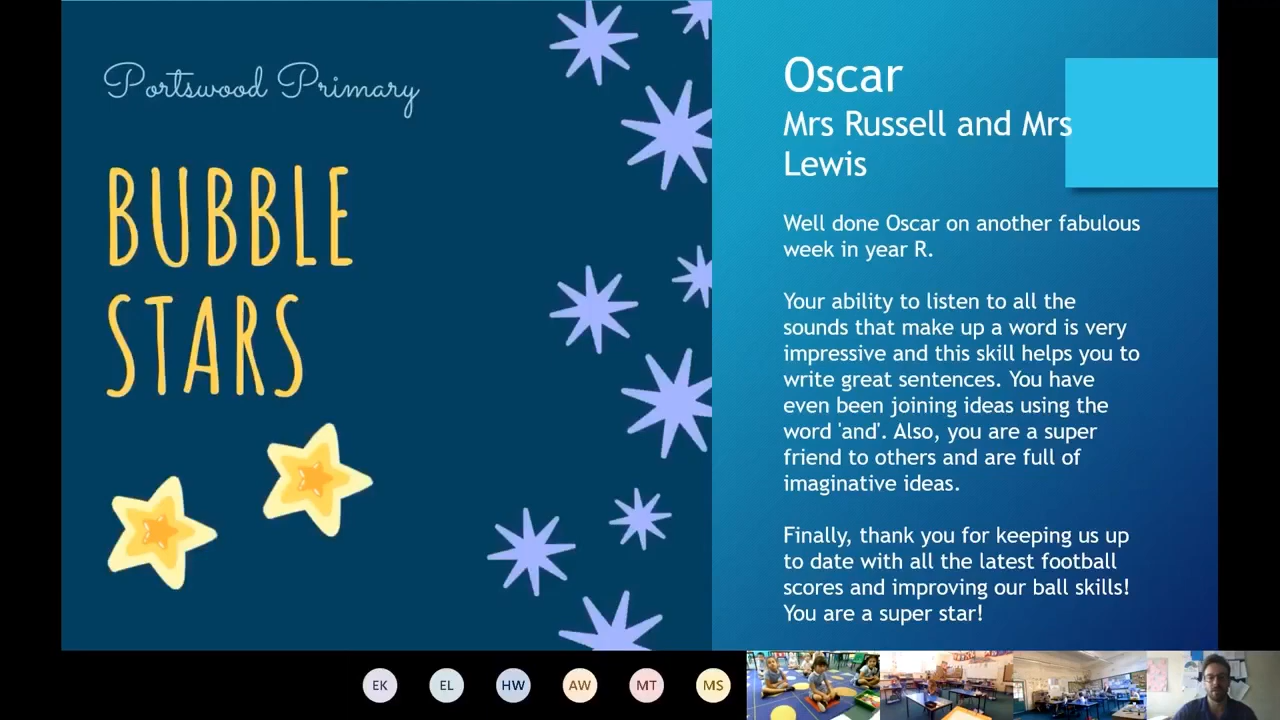 Portswood Primary
BUBBLE
STARS
Oscar
Mrs Russell and Mrs
Lewis
Well done Oscar on another fabulous
week in year R.
Your ability to listen to all the
sounds that make up a word is very
impressive and this skill helps you to
write great sentences. You have
even been joining ideas using the
word 'and'. Also, you are a super
friend to others and are full of
imaginative ideas.
Finally, thank you for keeping us up
to date with all the latest football
scores and improving our ball skills!
You are a super star!
EK EL HW AW MT MS